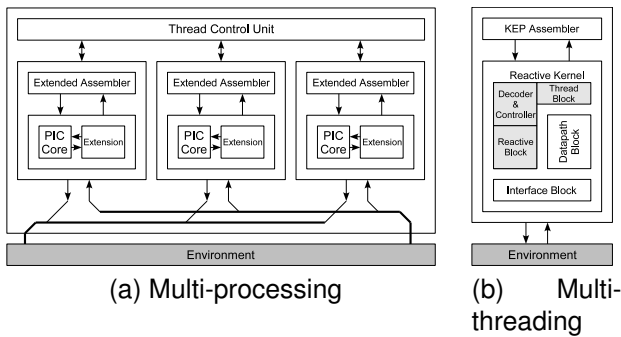 Thread Control Unit
Extended Assembler
Extended Assembler
Extended Assembler
PIC
Core
Extension
PIC
Core
Extension
PIC
Core
Extension
Environment
(a) Multi-processing
KEP Assembler
Reactive Kernel
Decoder
&
Controller
Thread
Block
Reactive
Block
Datapath
Block
Interface Block
Environment
(b) Multi-
threading